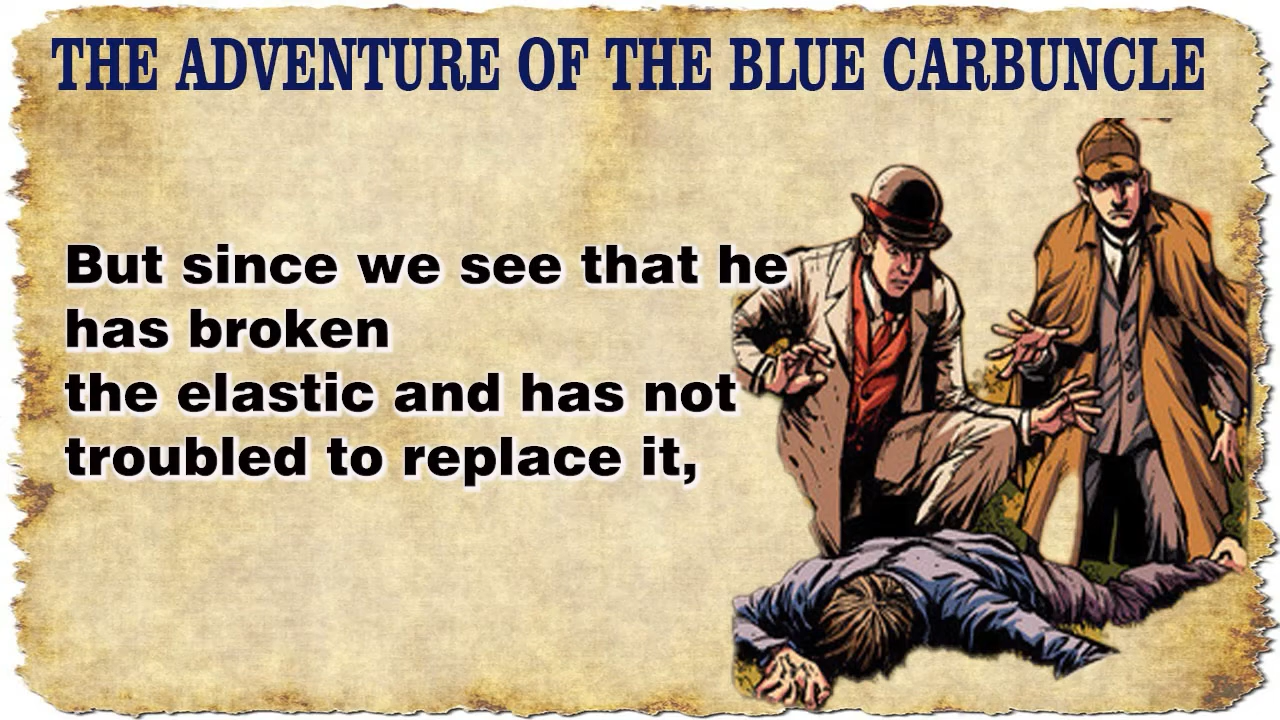 THE ADVENTURE OF THE BLUE CARBUNCLE
But since we see that he
has broken
the elastic and has not
troubled to replace it,